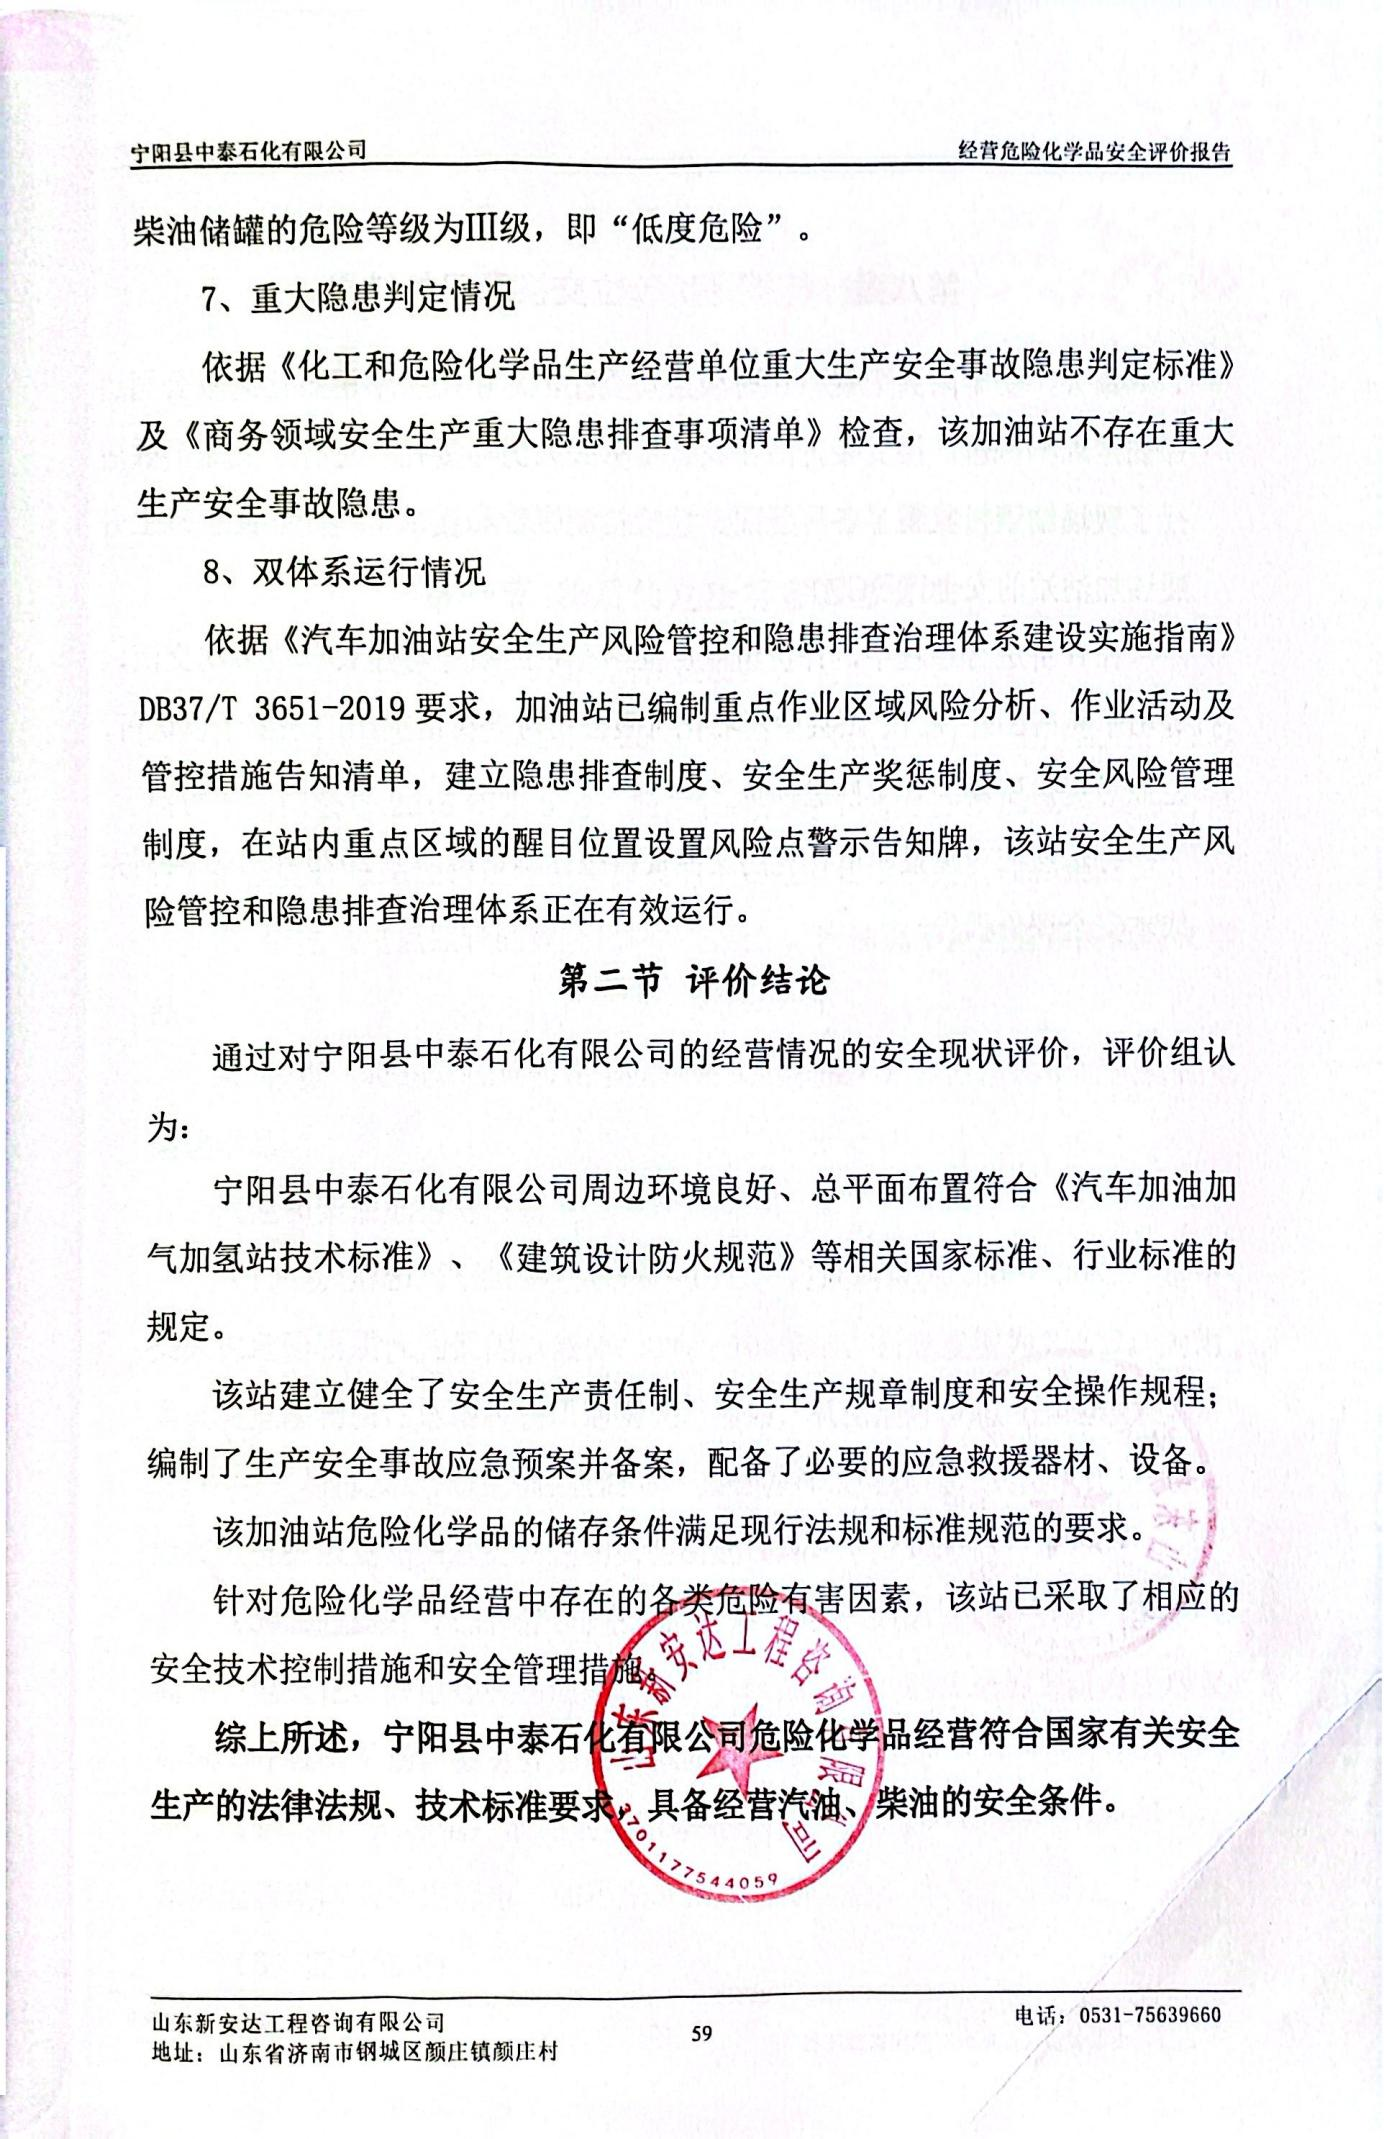 宁阳县中泰石化有限公司
经营危险化学品安全评价报告
柴油储罐的危险等级为III级，即“低度危险”。
7、重大隐患判定情况
依据《化工和危险化学品生产经营单位重大生产安全事故隐患判定标准》
及《商务领域安全生产重大隐患排查事项清单》检查，该加油站不存在重大
生产安全事故隐患。
8、双体系运行情况
依据《汽车加油站安全生产风险管控和隐患排查治理体系建设实施指南》
DB37/T 3651-2019 要求，加油站已编制重点作业区域风险分析、作业活动及
管控措施告知清单，建立隐患排查制度、安全生产奖惩制度、安全风险管理
制度，在站内重点区域的醒目位置设置风险点警示告知牌，该站安全生产风
险管控和隐患排查治理体系正在有效运行。
第二节 评价结论
通过对宁阳县中泰石化有限公司的经营情况的安全现状评价，评价组认
为：
宁阳县中泰石化有限公司周边环境良好、总平面布置符合《汽车加油加
气加氢站技术标准》、《建筑设计防火规范》等相关国家标准、行业标准的
规定。
该站建立健全了安全生产责任制、安全生产规章制度和安全操作规程；
编制了生产安全事故应急预案并备案，配备了必要的应急救援器材、设备。
该加油站危险化学品的储存条件满足现行法规和标准规范的要求。
针对危险化学品经营中存在的各类危险有害因素，该站已采取了相应的
安全技术控制措施和安全管理措施。
综上所述，宁阳县中泰石化有限公司危险化学品经营符合国家有关安全
生产的法律法规、技术标准要求，具备经营汽油、柴油的安全条件。
山东新安达工程咨询有限公司
3701177544059
山东新安达工程咨询有限公司
地址：山东省济南市钢城区颜庄镇颜庄村
59
电话：0531-75639660